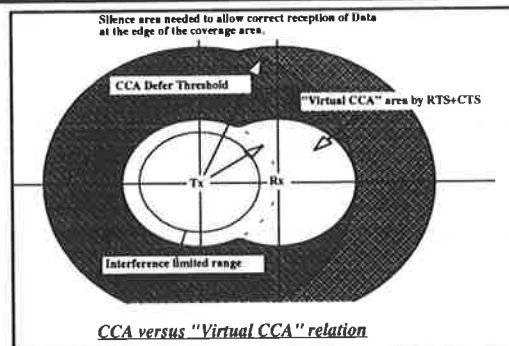 Silence area needed to allow correct reception of Data
at the edge of the coverage area.
CCA Defer Threshold
"Virtual CCA" area by RTS+CTS
Tx
Rx
Interference limited range
CCA versus "Virtual CCA" relation